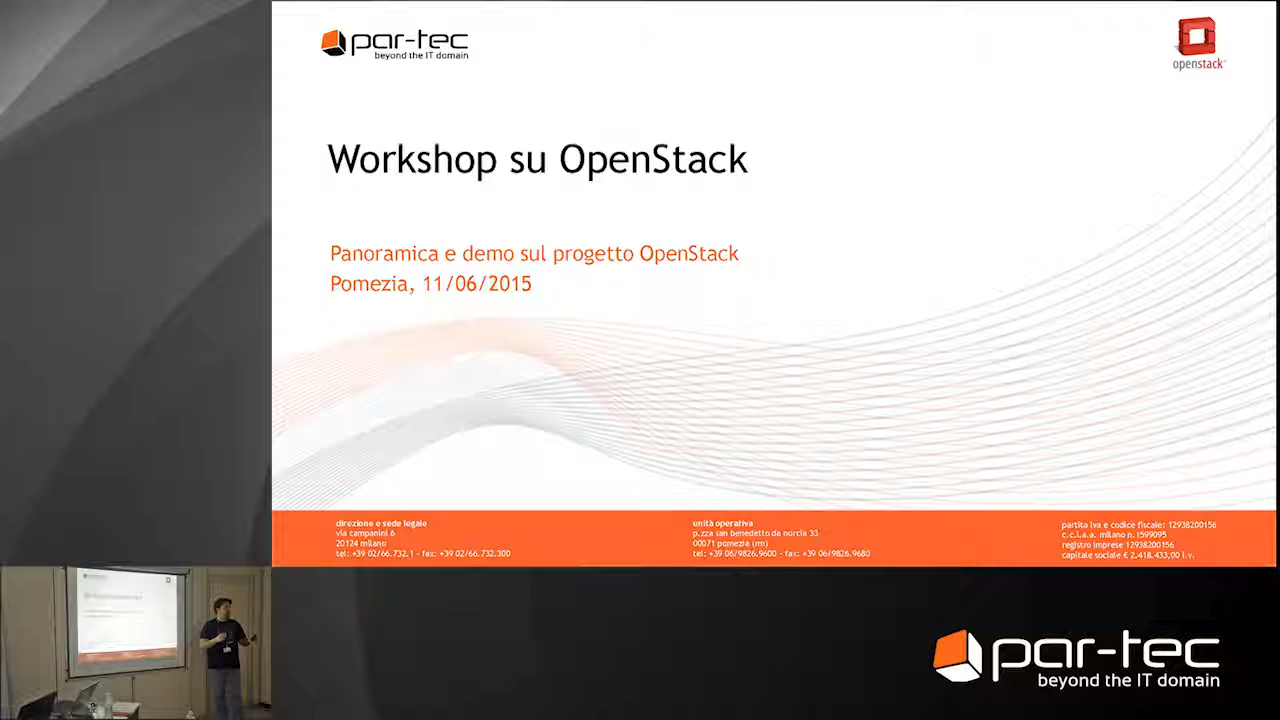 par-tec
beyond the IT domain
openstack
Workshop su OpenStack
Panoramica e demo sul progetto OpenStack
Pomezia, 11/06/2015
direzione e sede legale
via campanini 6
20124 milano
tel: +39 02/66.732.1 - fax: +39 02/66.732.300
unità operativa
p.zza san benedetto da norcia 33
00071 pomezia (rm)
tel: +39 06/9826.9600 - fax: +39 06/9826.9680
partita iva e codice fiscale: 12938200156
c.c.i.a.a. milano n.1599095
registro imprese 12938200156
capitale sociale € 2.418.433,00 i.v.
par-tec
beyond the IT domain